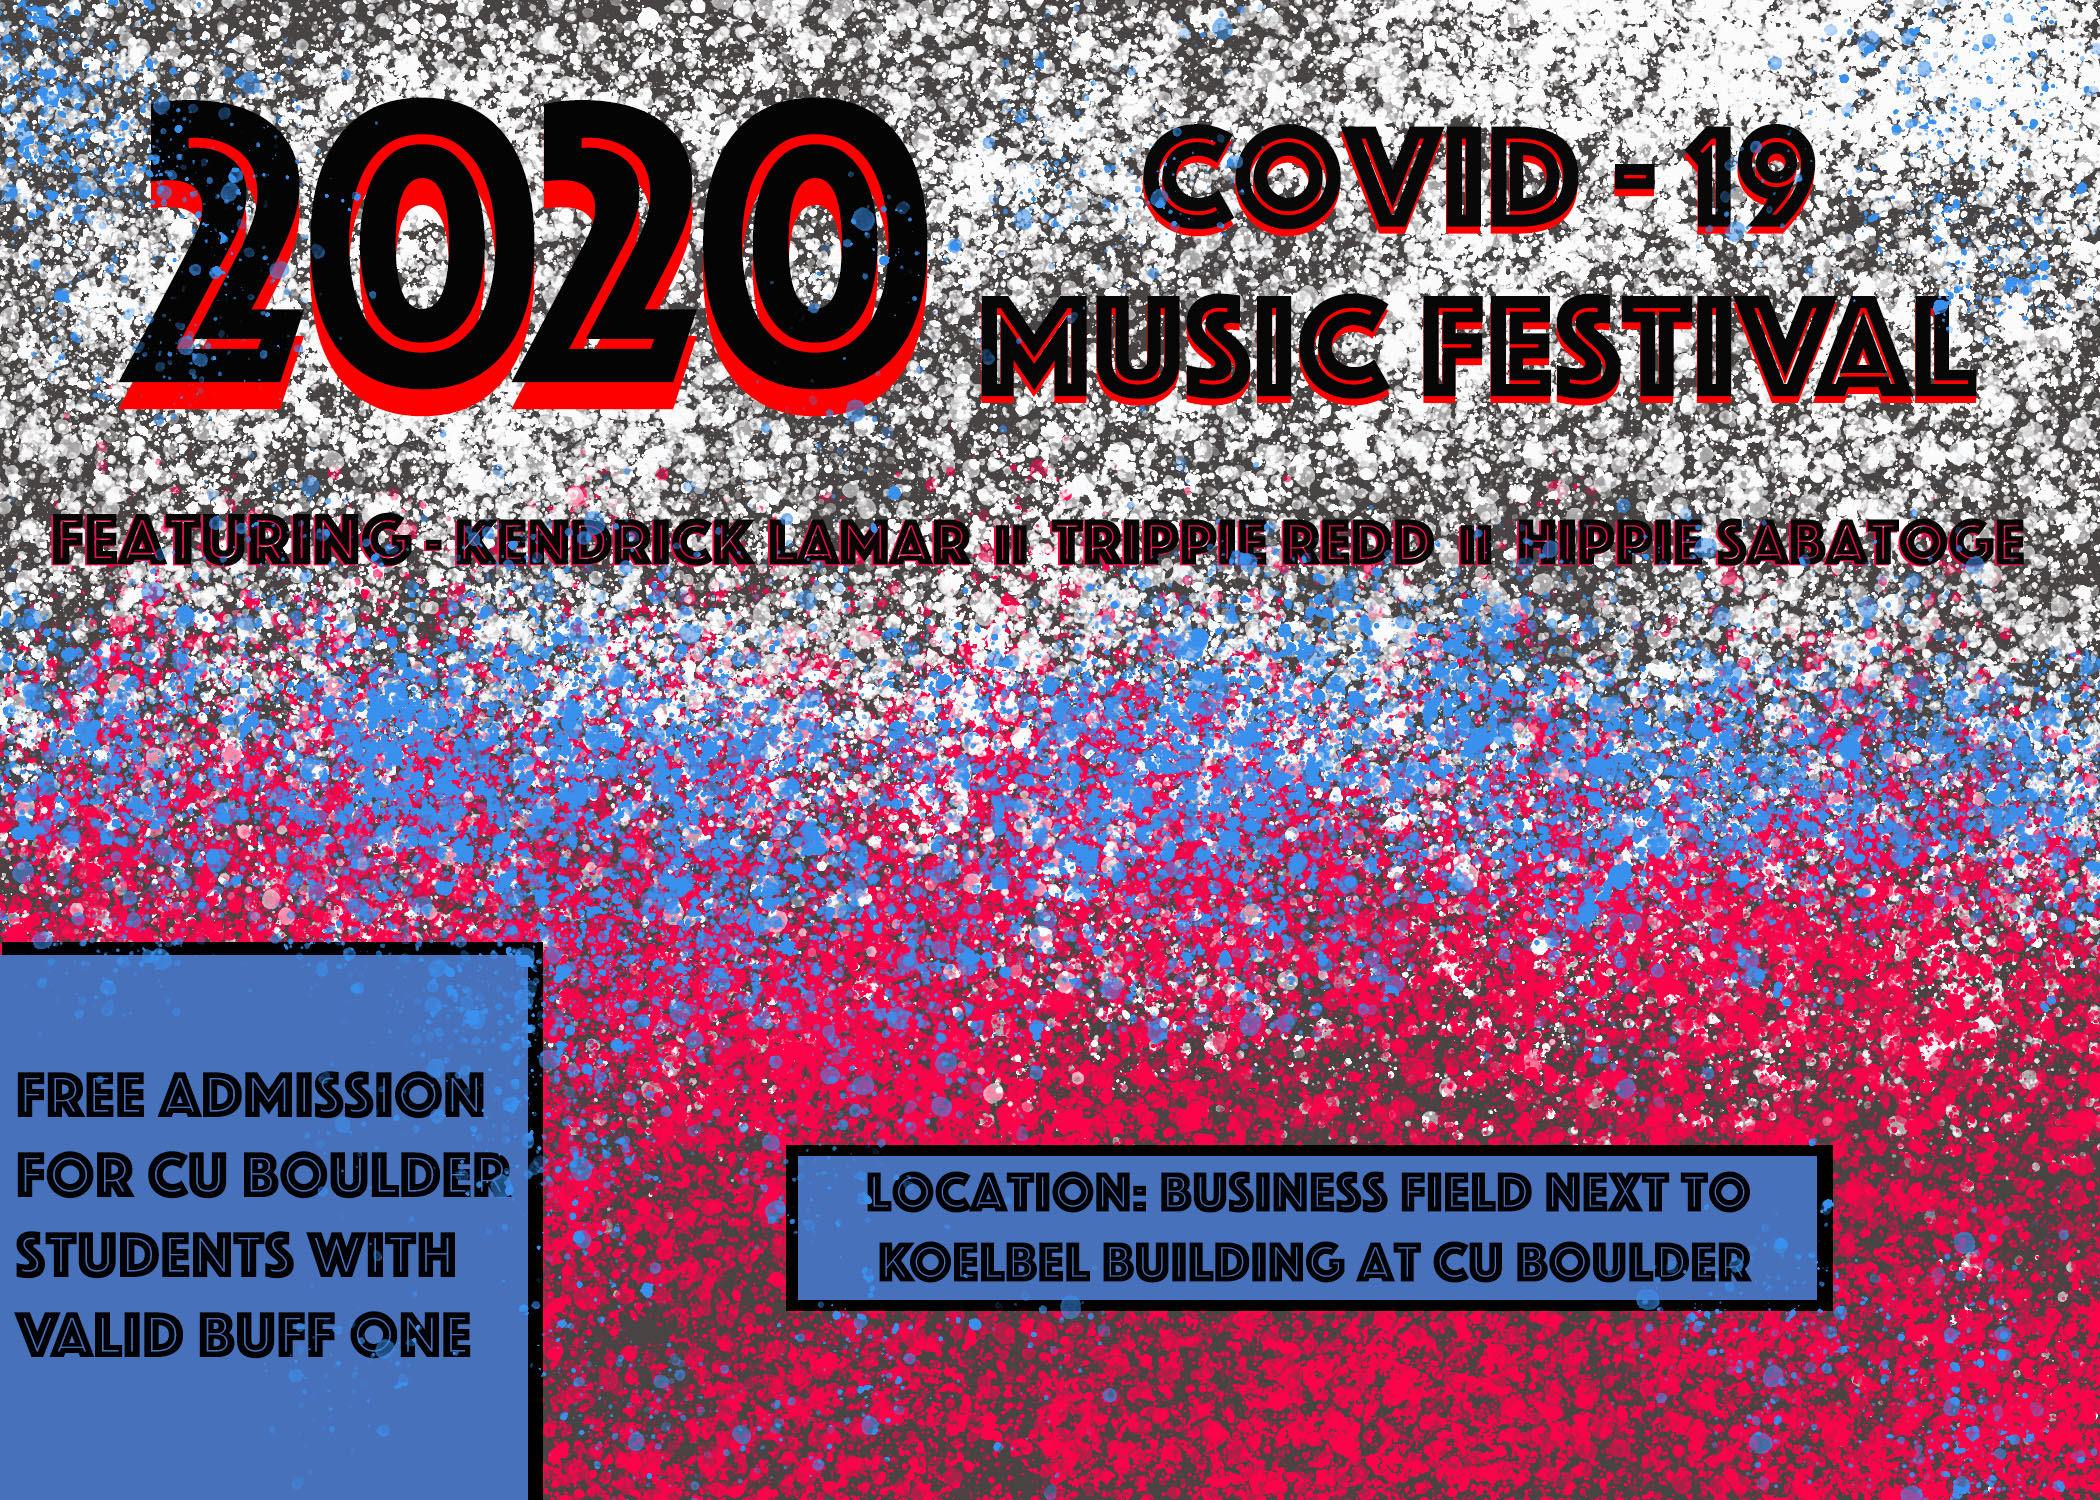 2020
COVID - 19
MUSIC FESTIVAL
FEATURING - KENDRICK LAMAR II TRIPPIE REDD II HIPPIE SABATOGE
FREE ADMISSION
FOR CU BOULDER
STUDENTS WITH
VALID BUFF ONE
LOCATION: BUSINESS FIELD NEXT TO
KOELBEL BUILDING AT CU BOULDER